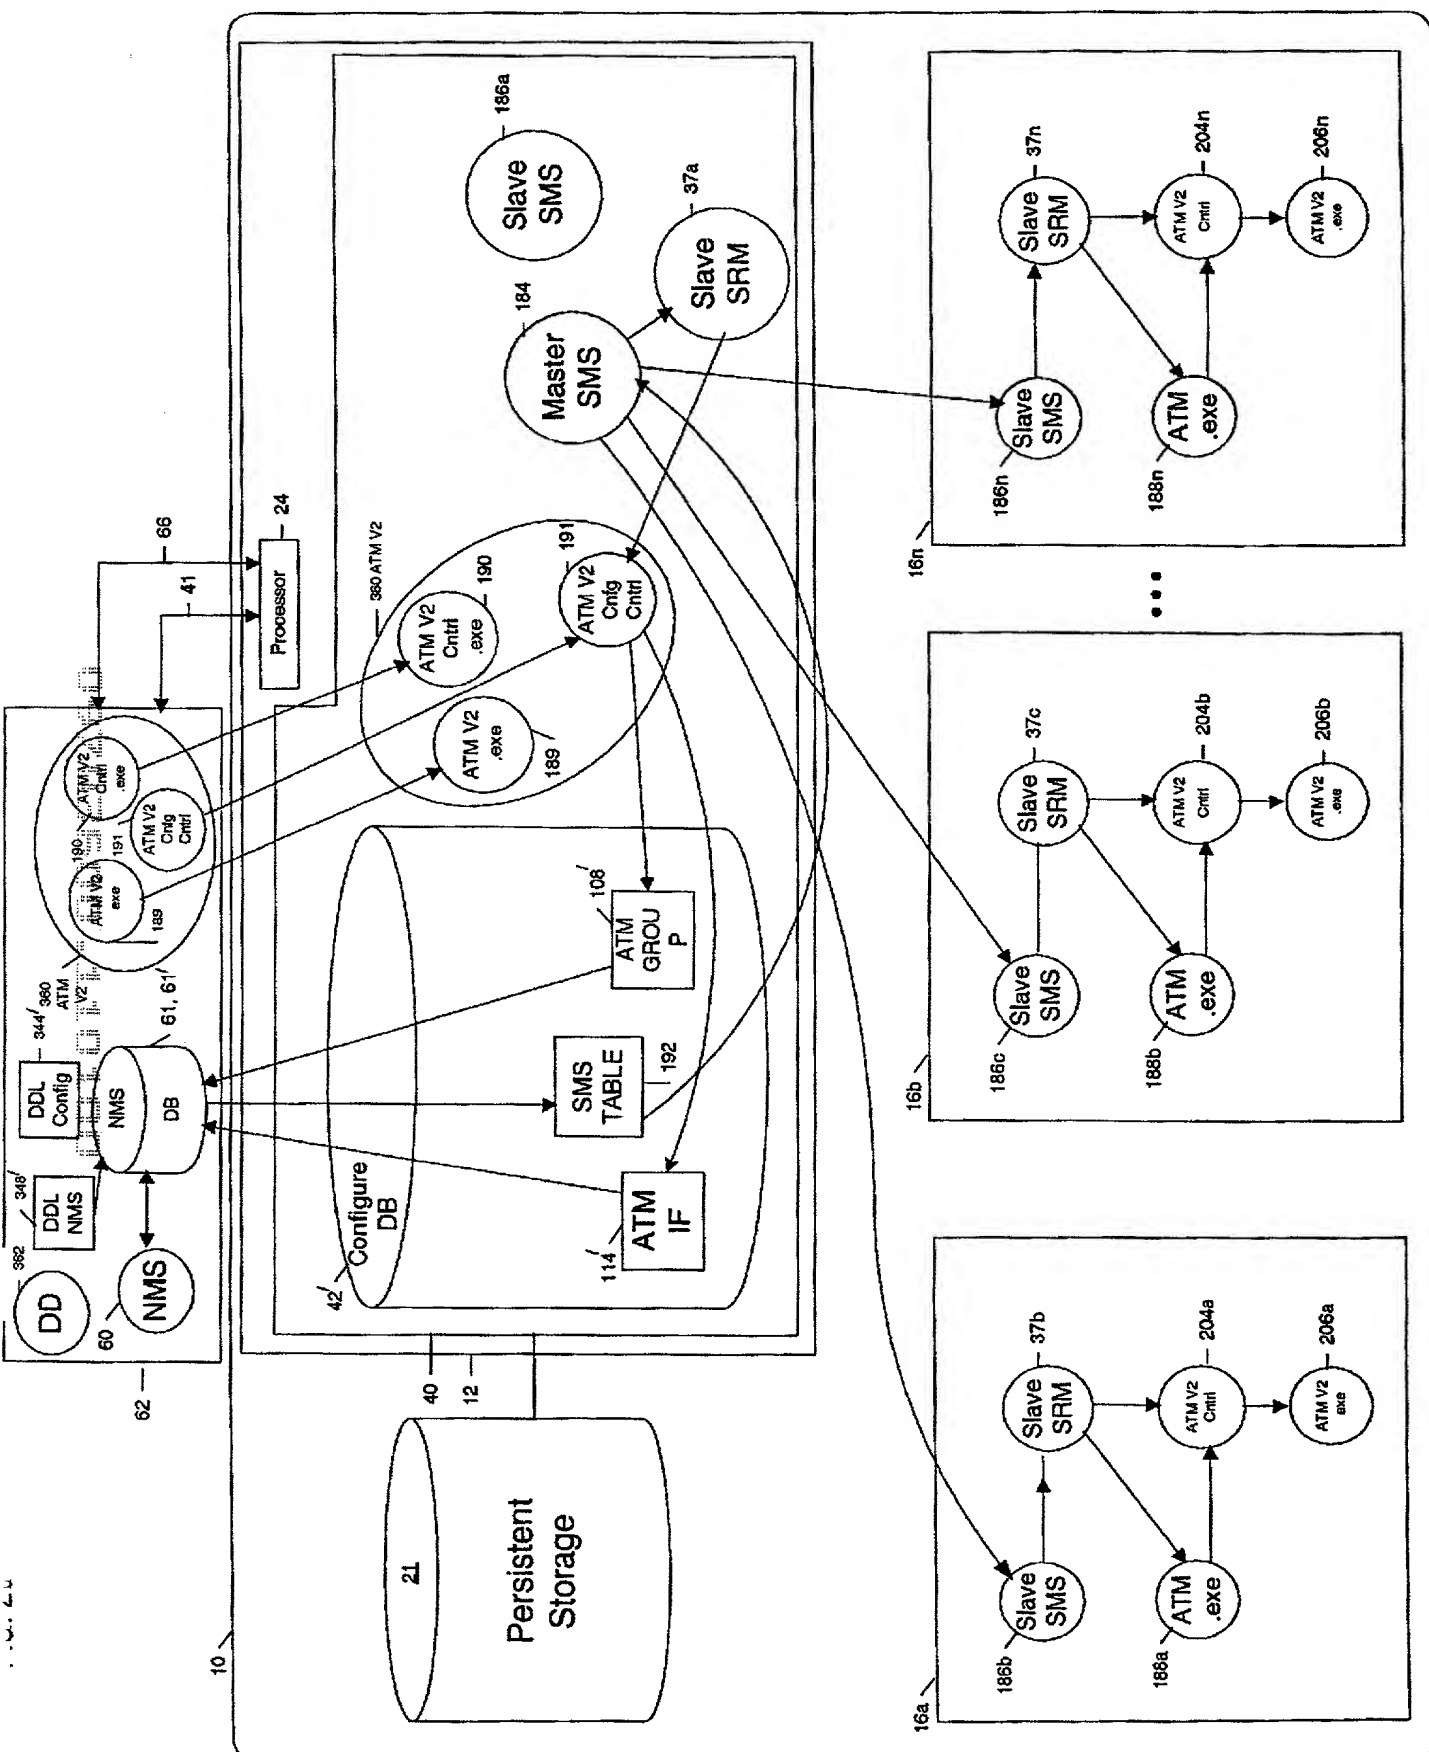 362
DD
60
NMS
62
348'
DDL
NMS
344'
DDL
Config
NMS
DB
61, 61'
360
ATM
V2
61'
ATM V2
exe
189
190
ATM V2
Cntrl
.exe
191
ATM V2
Cnfg
Cntrl
41
66
Processor
24
10
21
Persistent
Storage
40
12
42'
Configure
DB
114'
ATM
IF
SMS
TABLE
192
108'
ATM
GROU
P
360 ATM V2
ATM V2
.exe
189
ATM V2
Cntrl
.exe
190
ATM V2
Cnfg
Cntrl
191
Master
SMS
184
Slave
SMS
186a
Slave
SRM
37a
16a
186b
Slave
SMS
Slave
SRM
37b
188a
ATM
.exe
ATM V2
Cntrl
204a
ATM V2
exe
206a
16b
186c
Slave
SMS
Slave
SRM
37c
188b
ATM
.exe
ATM V2
Cntrl
204b
ATM V2
.exe
206b
•••
16n
186n
Slave
SMS
Slave
SRM
37n
188n
ATM
.exe
ATM V2
Cntrl
204n
ATM V2
.exe
206n